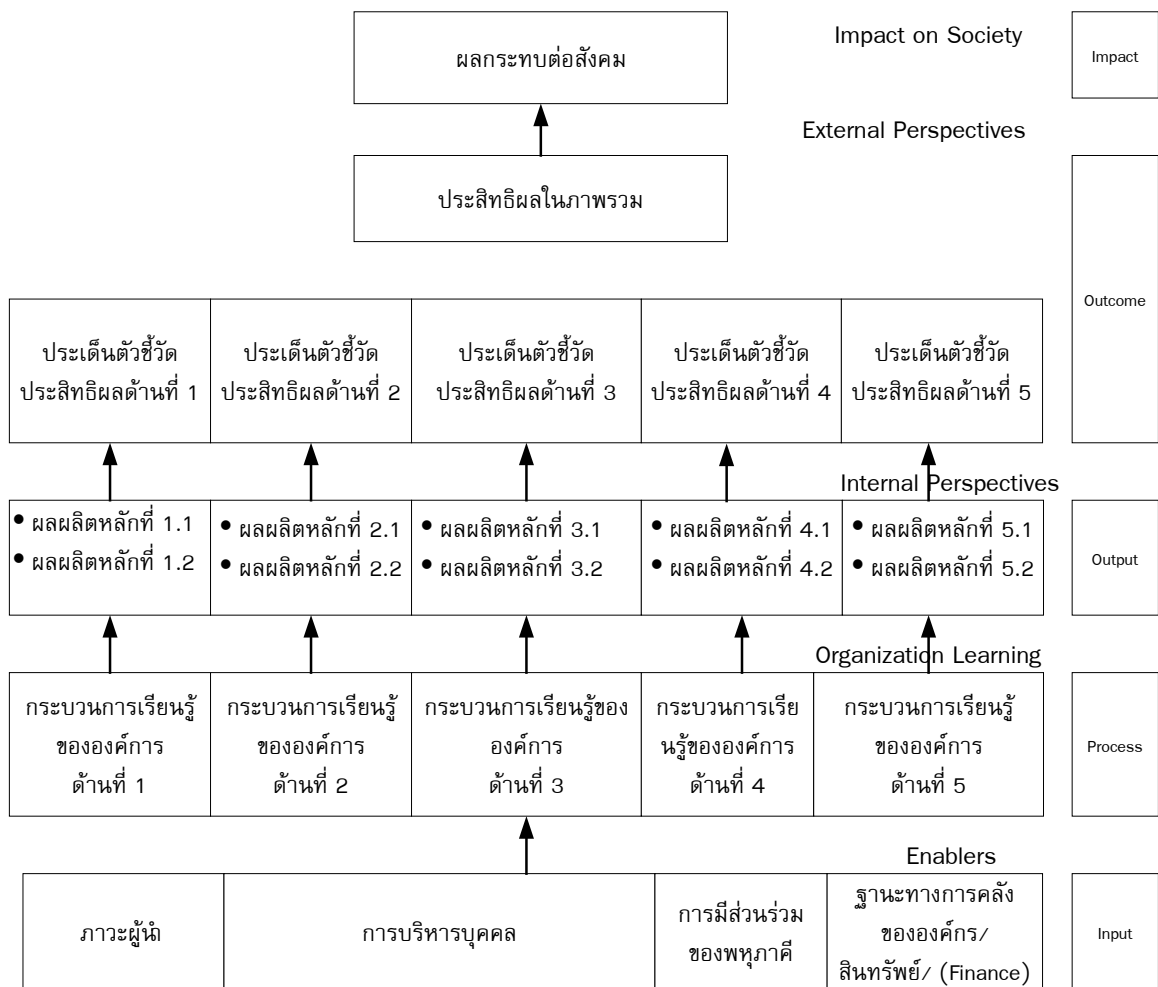 Impact on Society
ผลกระทบต่อสังคม
Impact
External Perspectives
ประสิทธิผลในภาพรวม
Outcome
ประเด็นตัวชี้วัด
ประสิทธิผลด้านที่ 1
ประเด็นตัวชี้วัด
ประสิทธิผลด้านที่ 2
ประเด็นตัวชี้วัด
ประสิทธิผลด้านที่ 3
ประเด็นตัวชี้วัด
ประสิทธิผลด้านที่ 4
ประเด็นตัวชี้วัด
ประสิทธิผลด้านที่ 5
Internal Perspectives
• ผลผลิตหลักที่ 1.1
• ผลผลิตหลักที่ 1.2
• ผลผลิตหลักที่ 2.1
• ผลผลิตหลักที่ 2.2
• ผลผลิตหลักที่ 3.1
• ผลผลิตหลักที่ 3.2
• ผลผลิตหลักที่ 4.1
• ผลผลิตหลักที่ 4.2
• ผลผลิตหลักที่ 5.1
• ผลผลิตหลักที่ 5.2
Output
Organization Learning
กระบวนการเรียนรู้
ขององค์การ
ด้านที่ 1
กระบวนการเรียนรู้
ขององค์การ
ด้านที่ 2
กระบวนการเรียนรู้ของ
องค์การ
ด้านที่ 3
กระบวนการเรีย
นรู้ขององค์การ
ด้านที่ 4
กระบวนการเรียนรู้
ขององค์การ
ด้านที่ 5
Process
Enablers
ภาวะผู้นำ
การบริหารบุคคล
การมีส่วนร่วม
ของพหุภาคี
ฐานะทางการคลัง
ขององค์กร/
สินทรัพย์/ (Finance)
Input